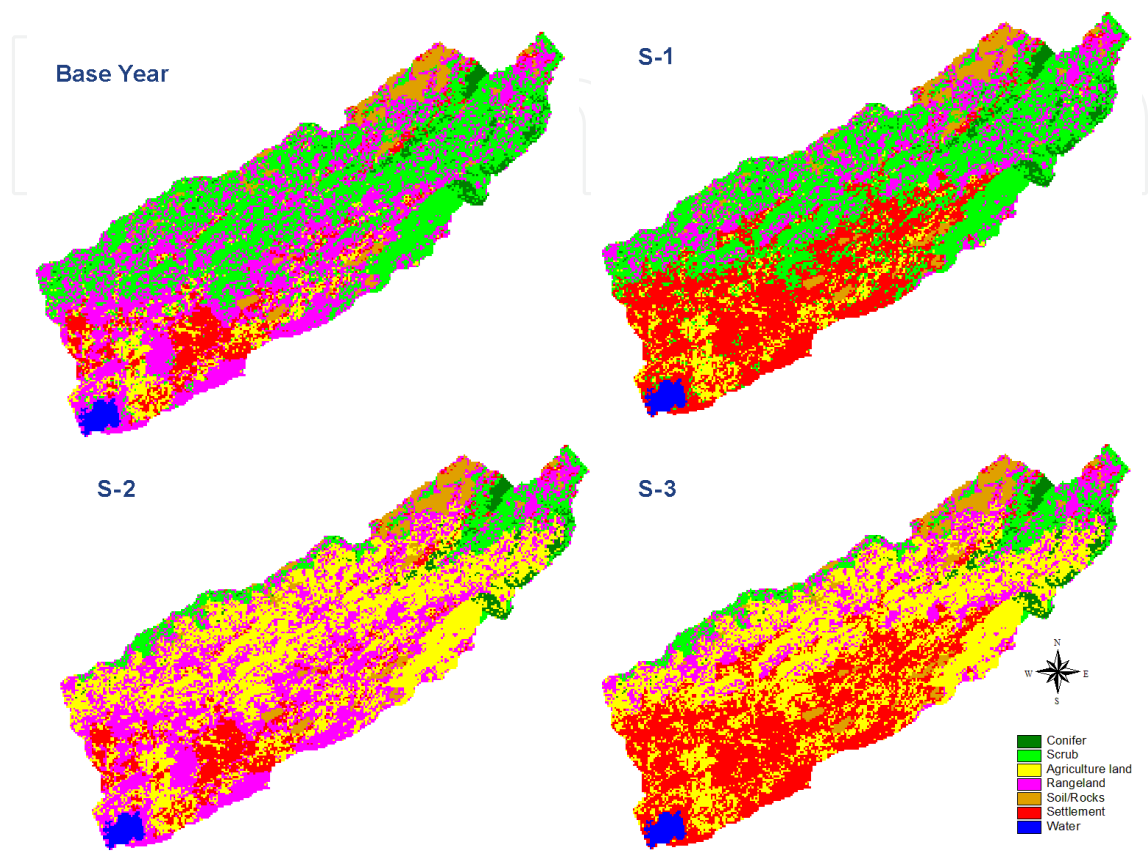 Base Year
S-1
S-2
S-3
N
W E
S
Conifer
Scrub
Agriculture land
Rangeland
Soil/Rocks
Settlement
Water